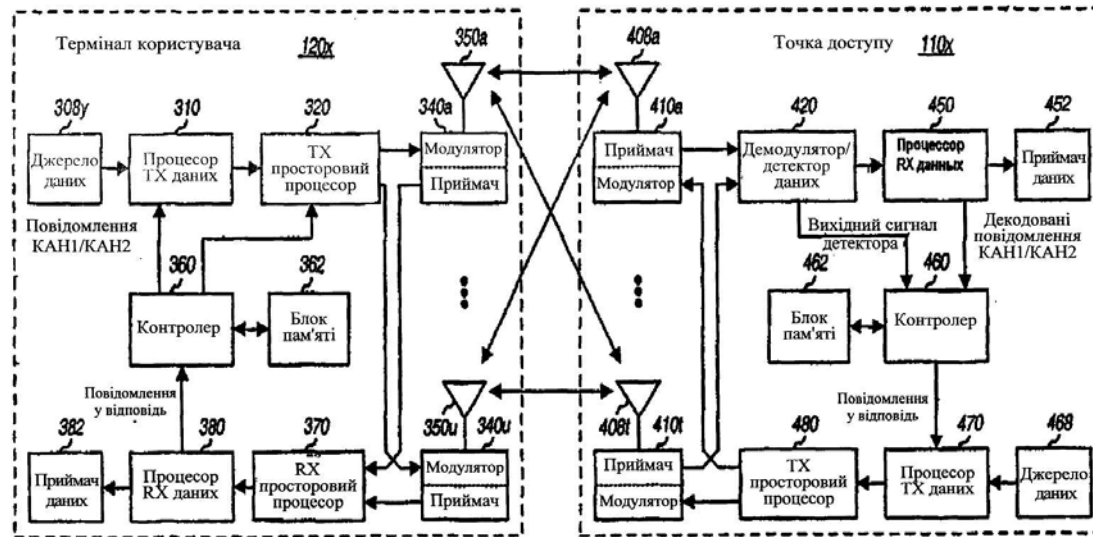 Термінал користувача 120x
350a
408a
Точка доступу 110x
308y
310
320
340a
410a
420
450
452
Джерело
даних
Процесор
TX даних
TX
просторовий
процесор
Модулятор
Приймач
Приймач
Модулятор
Демодулятор/
детектор
даних
Процессор
RX данных
Приймач
даних
Повідомлення
КАН1/КАН2
Вихідний сигнал
детектора
Декодовані
повідомлення
КАН1/КАН2
360
362
462
460
Контролер
Блок
пам'яті
Блок
пам'яті
Контролер
Повідомлення
у відповідь
Повідомлення
у відповідь
350u
340u
408t
410t
382
380
370
480
470
468
Приймач
даних
Процесор
RX даних
RX
просторовий
процесор
Модулятор
Приймач
Приймач
Модулятор
TX
просторовий
процесор
Процесор
TX даних
Джерело
даних